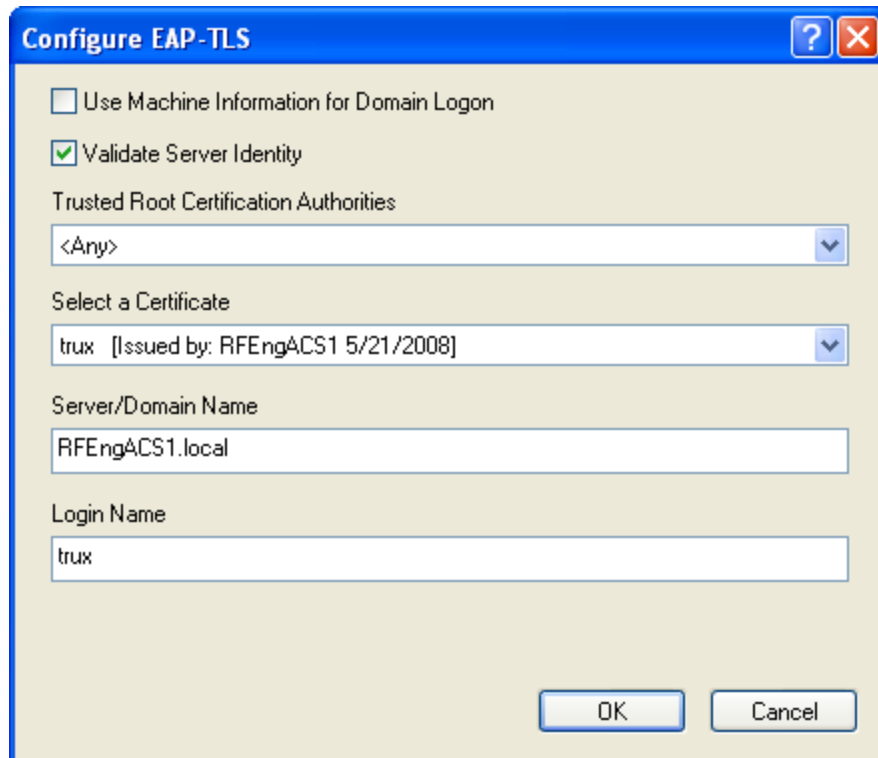 Configure EAP-TLS
?
Use Machine Information for Domain Logon
Validate Server Identity
Trusted Root Certification Authorities
<Any>
Select a Certificate
trux [Issued by: RFEngACS1 5/21/2008]
Server/Domain Name
RFEngACS1.local
Login Name
trux
OK Cancel